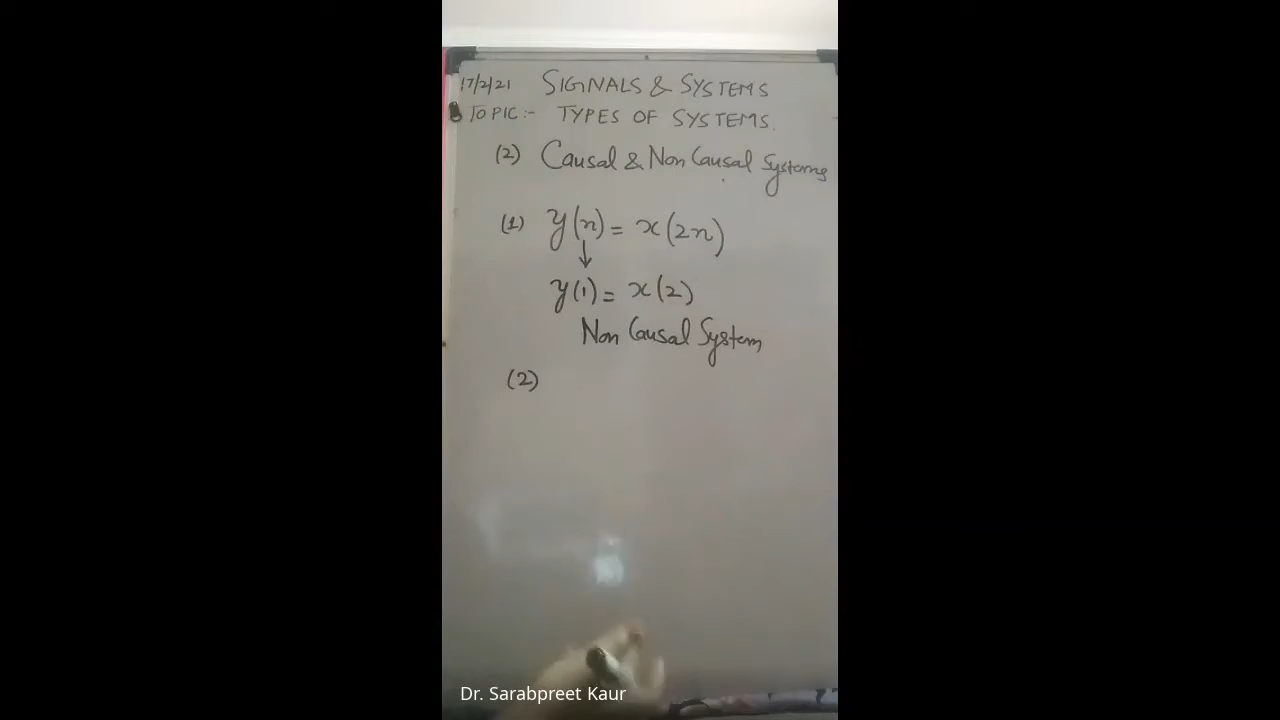 17/2/21 SIGNALS & SYSTEMS
TOPIC:- TYPES OF SYSTEMS.
(2) Causal & Non Causal Systems
(1) y(n) = x(2n)
↓
y(1) = x(2)
Non Causal System
(2)
Dr. Sarabpreet Kaur